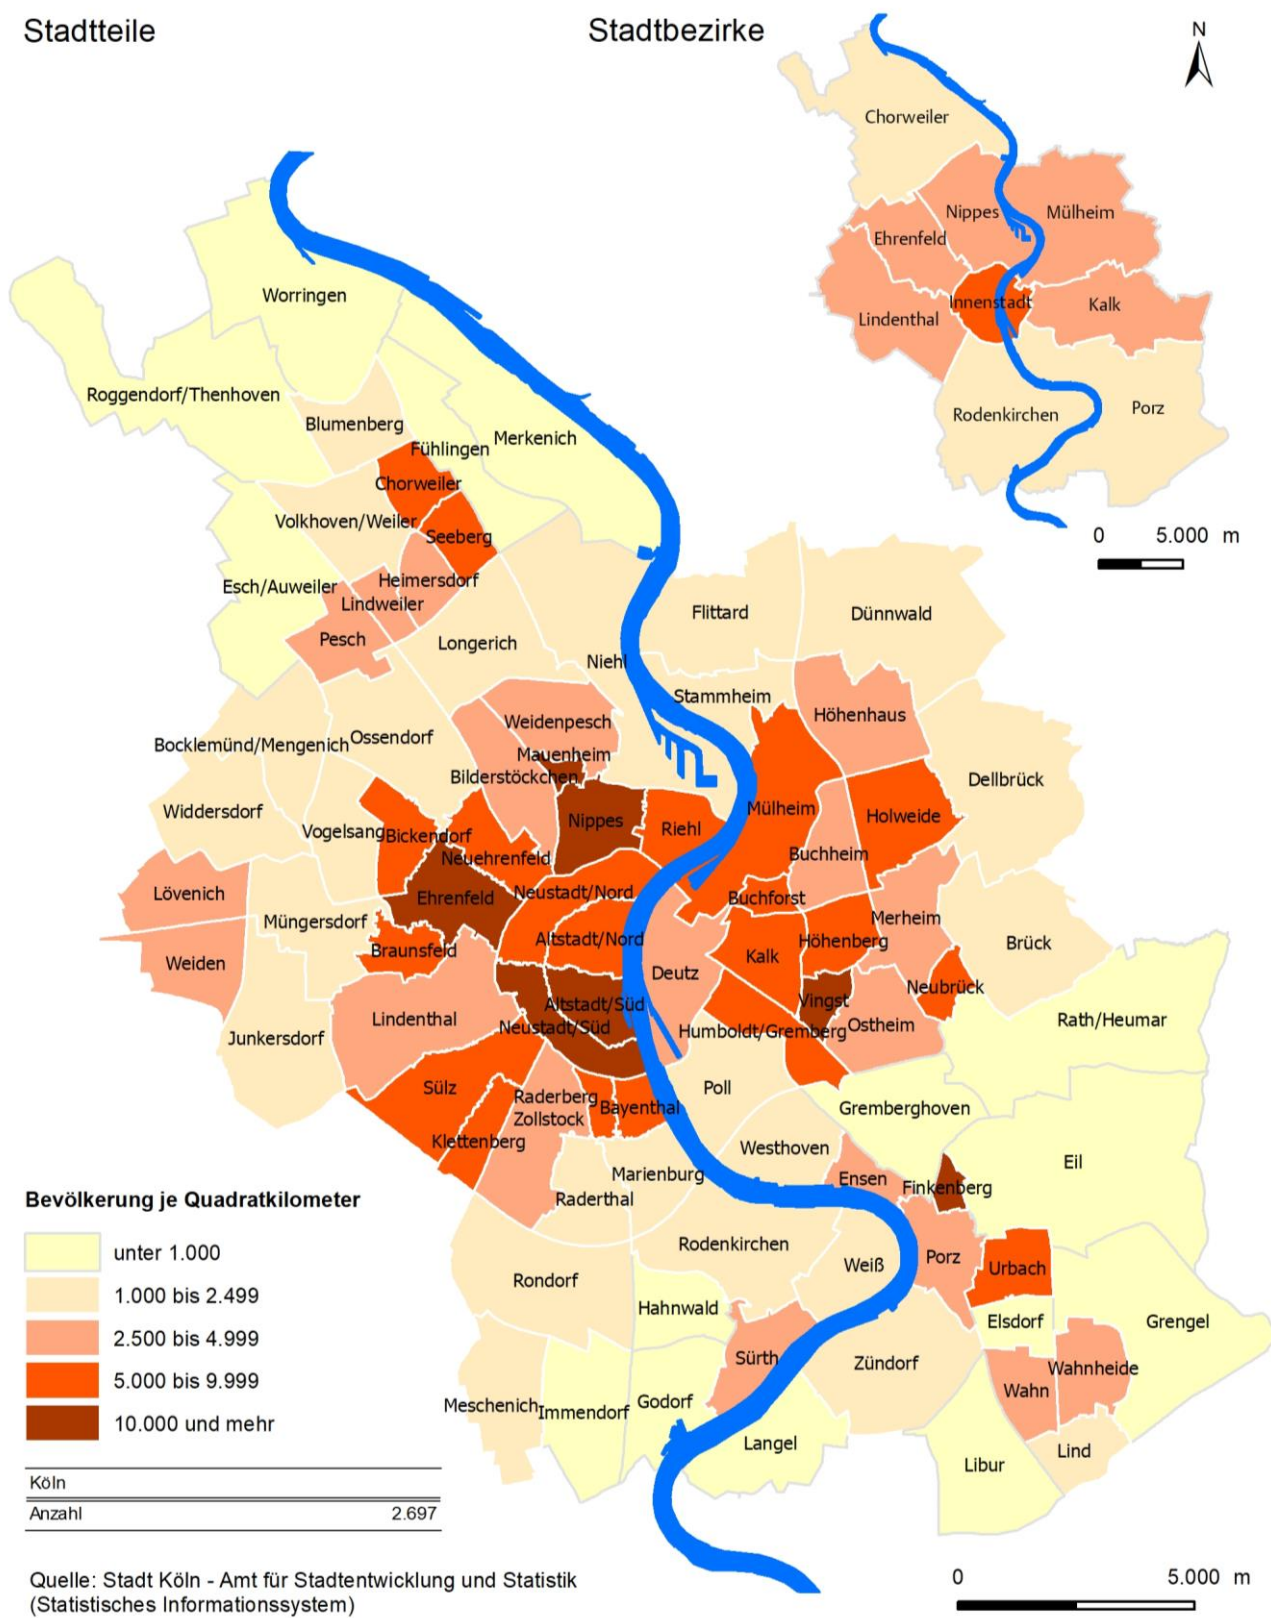 Stadtteile
Stadtbezirke
N
Chorweiler
Nippes
Mülheim
Ehrenfeld
Innenstadt
Kalk
Lindenthal
Rodenkirchen
Porz
0 5.000 m
Worringen
Roggendorf/Thenhoven
Blumenberg
Fühlingen
Merkenich
Chorweiler
Volkhoven/Weiler
Seeberg
Esch/Auweiler
Heimersdorf
Lindweiler
Pesch
Longerich
Niehl
Flittard
Dünnwald
Stammheim
Höhenhaus
Weidenpesch
Bocklemünd/Mengenich
Ossendorf
Mauenheim
Bilderstöckchen
Dellbrück
Widdersdorf
Vogelsang
Bickendorf
Nippes
Riehl
Mülheim
Holweide
Neuehrenfeld
Buchheim
Lövenich
Ehrenfeld
Neustadt/Nord
Buchforst
Müngersdorf
Merheim
Braunsfeld
Altstadt/Nord
Höhenberg
Brück
Weiden
Kalk
Deutz
Neubrück
Vingst
Altstadt/Süd
Lindenthal
Neustadt/Süd
Humboldt/Gremberg
Ostheim
Rath/Heumar
Junkersdorf
Sülz
Poll
Raderberg
Zollstock
Bayenthal
Gremberghoven
Klettenberg
Westhoven
Eil
Marienburg
Ensen
Finkenberg
Raderthal
Rodenkirchen
Weiß
Porz
Urbach
Rondorf
Hahnwald
Elsdorf
Grengel
Sürth
Zündorf
Wahnheide
Wahn
Meschenich
Immendorf
Godorf
Langel
Lind
Libur
Bevölkerung je Quadratkilometer
unter 1.000
1.000 bis 2.499
2.500 bis 4.999
5.000 bis 9.999
10.000 und mehr
Köln
Anzahl 2.697
Quelle: Stadt Köln - Amt für Stadtentwicklung und Statistik
(Statistisches Informationssystem)
0 5.000 m